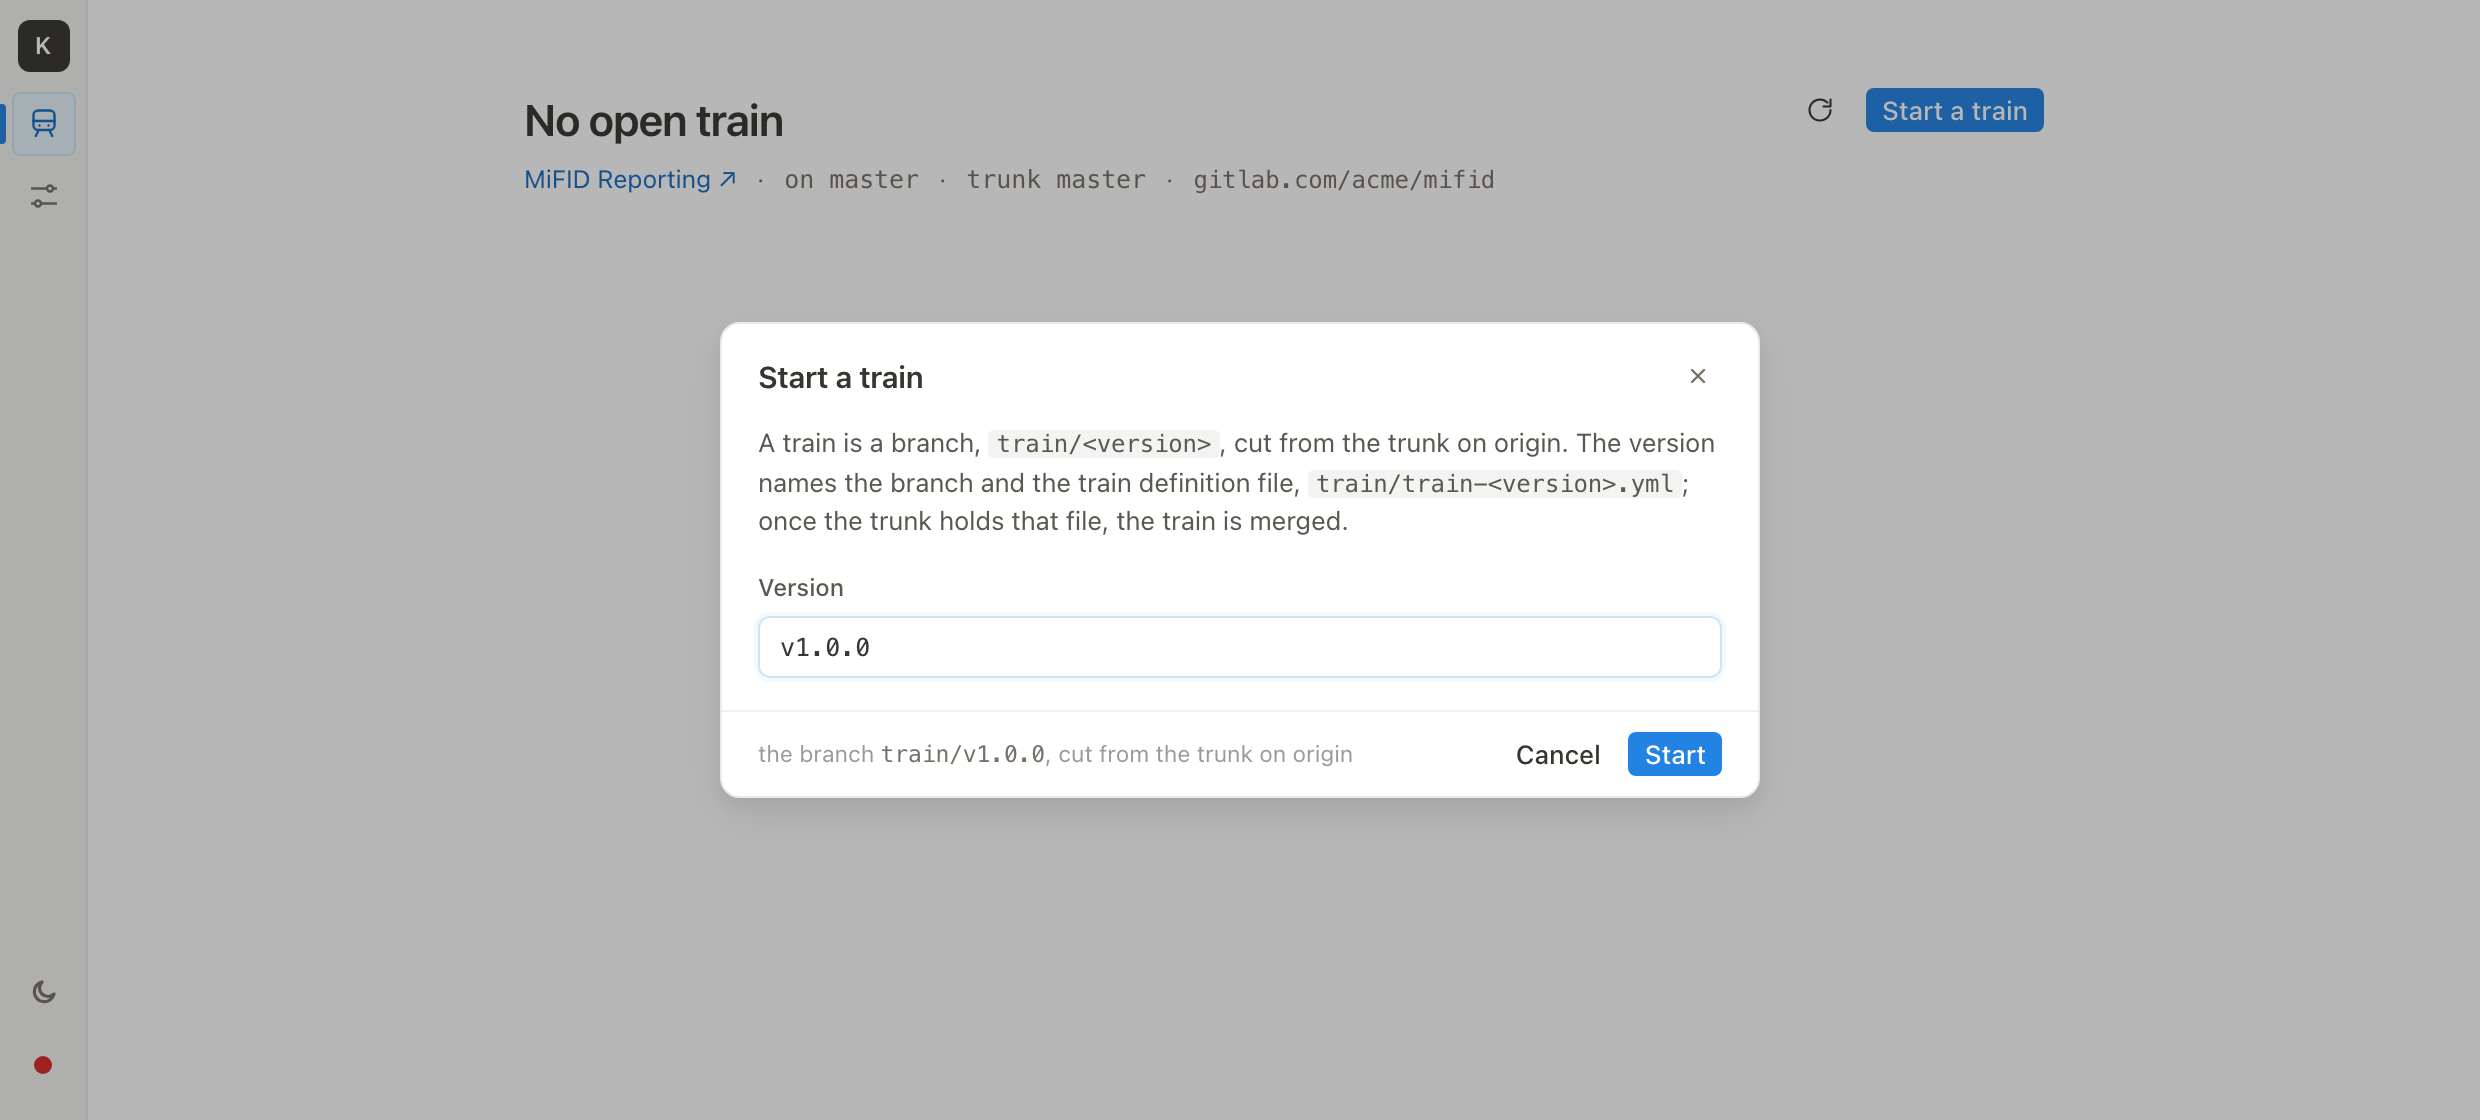 K
No open train
Start a train
MiFID Reporting ↗ · on master · trunk master · gitlab.com/acme/mifid
Start a train
A train is a branch, train/<version>, cut from the trunk on origin. The version
names the branch and the train definition file, train/train-<version>.yml;
once the trunk holds that file, the train is merged.
Version
v1.0.0
the branch train/v1.0.0, cut from the trunk on origin
Cancel
Start